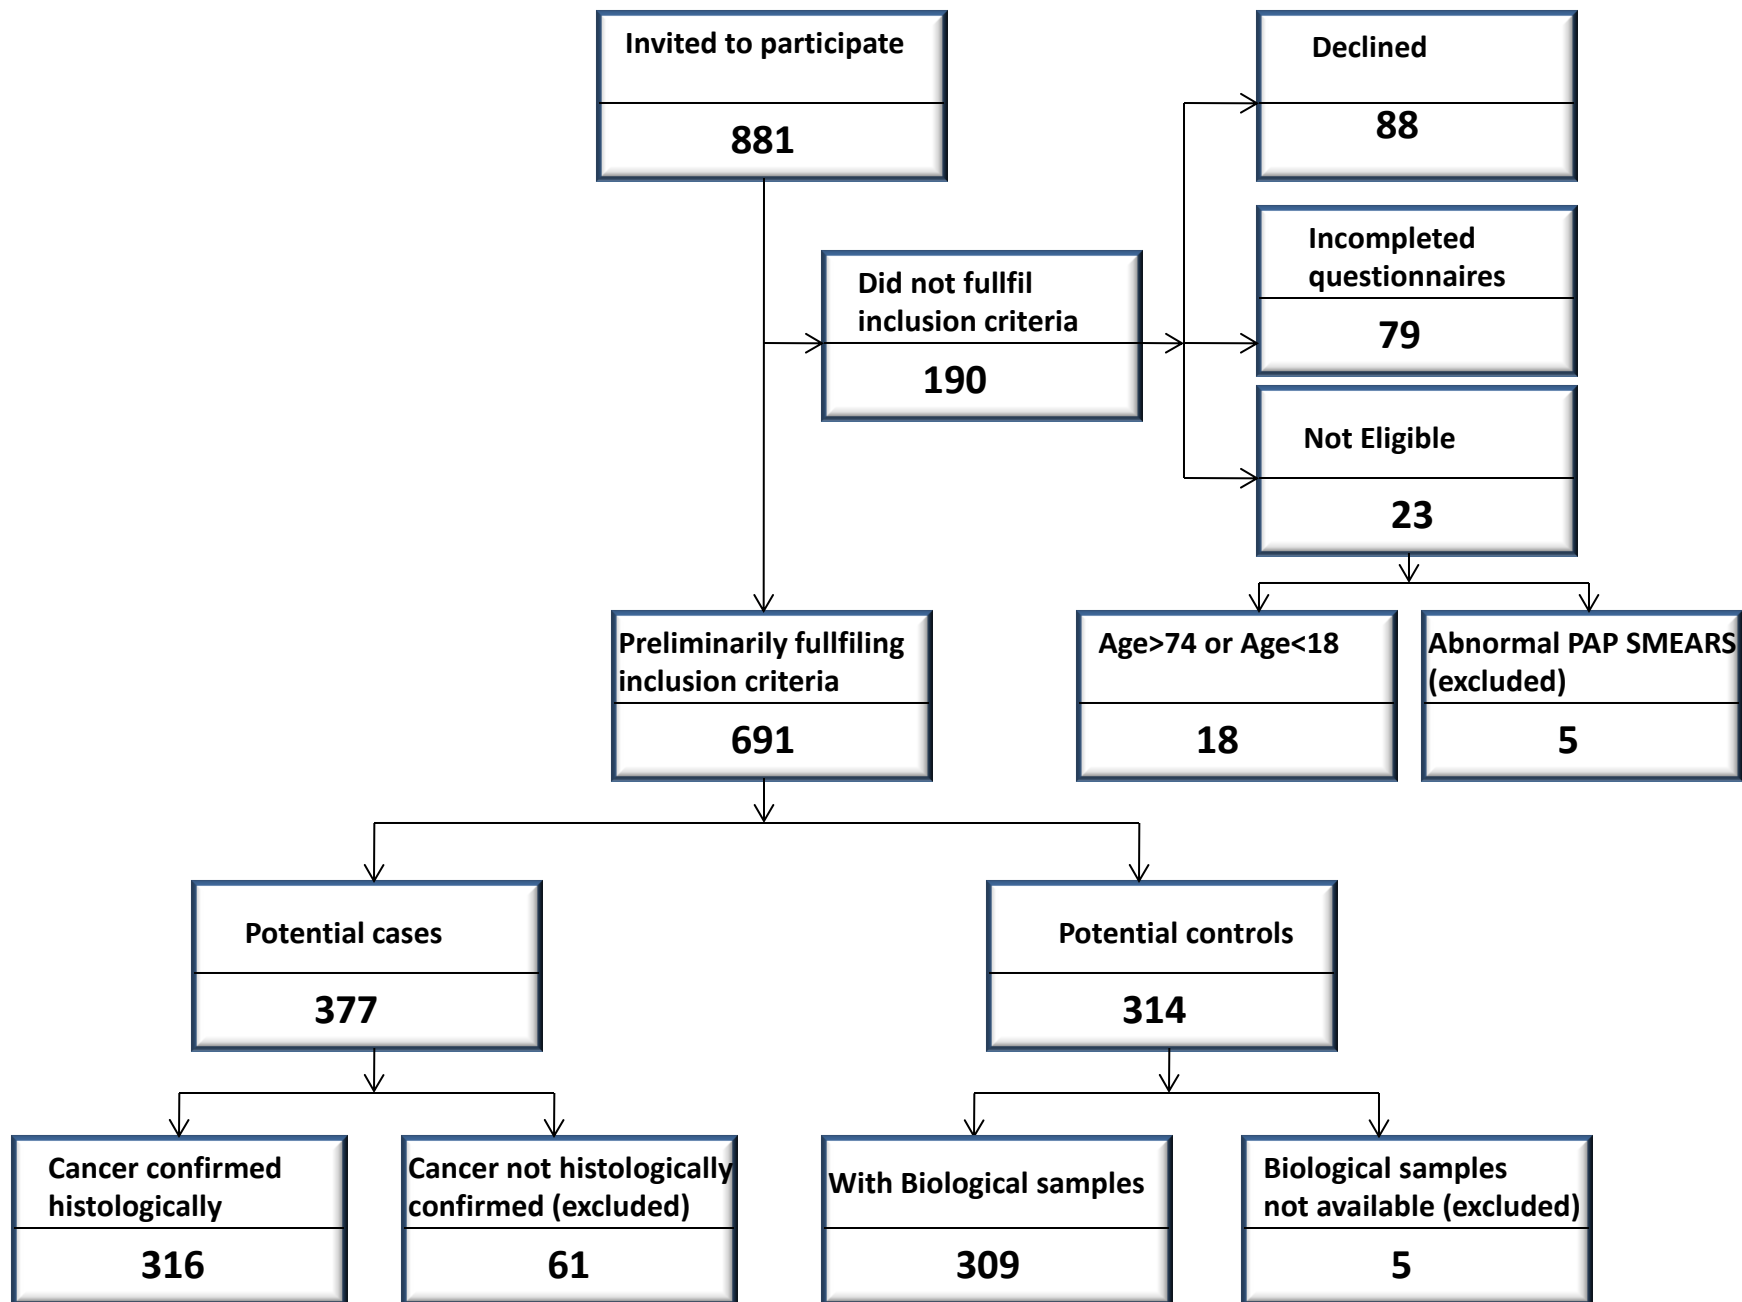 Invited to participate
881
Declined
88
Incompleted
questionnaires
79
Did not fullfil
inclusion criteria
190
Not Eligible
23
Preliminarily fullfiling
inclusion criteria
691
Age>74 or Age<18
18
Abnormal PAP SMEARS
(excluded)
5
Potential cases
377
Potential controls
314
Cancer confirmed
histologically
316
Cancer not histologically
confirmed (excluded)
61
With Biological samples
309
Biological samples
not available (excluded)
5